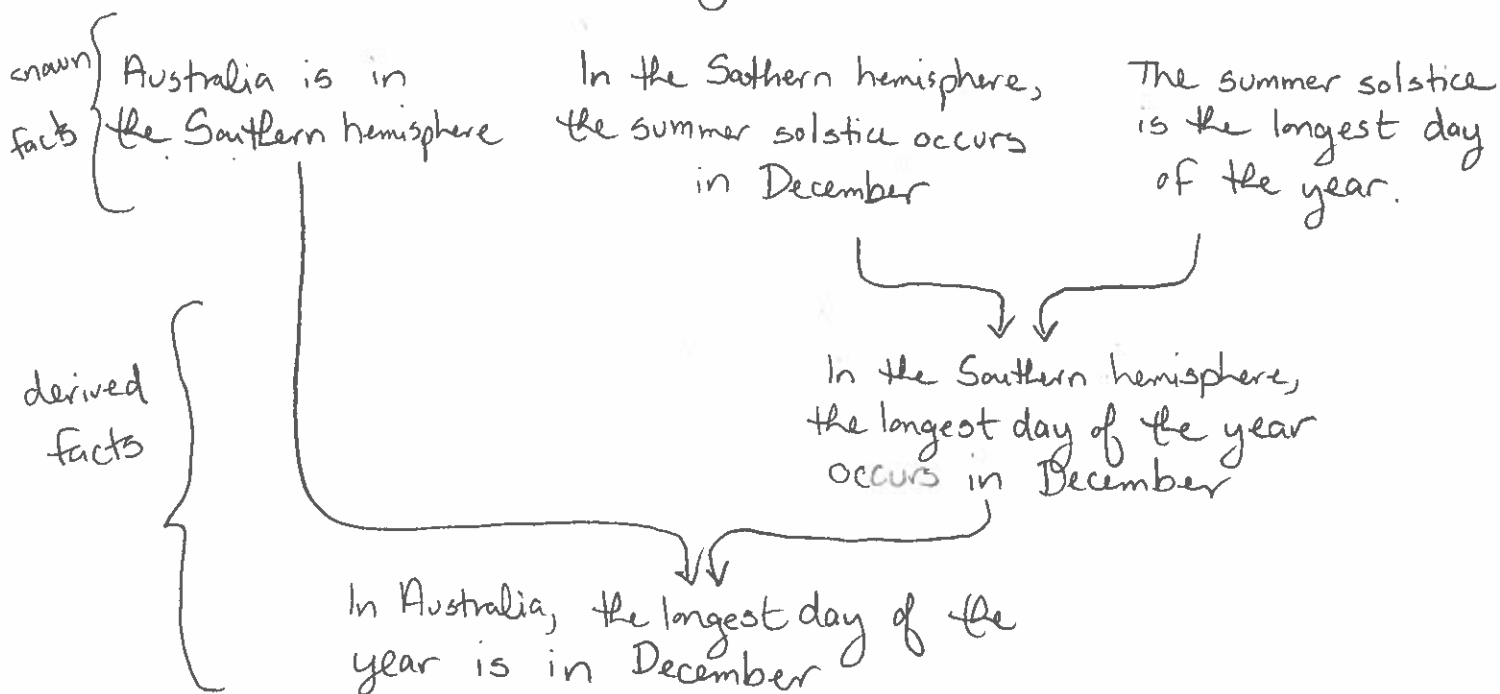 known
facts
Australia is in
the Southern hemisphere
In the Southern hemisphere,
the summer solstice occurs
in December
The summer solstice
is the longest day
of the year.
derived
facts
In the Southern hemisphere,
the longest day of the year
occurs in December
In Australia, the longest day of the
year is in December